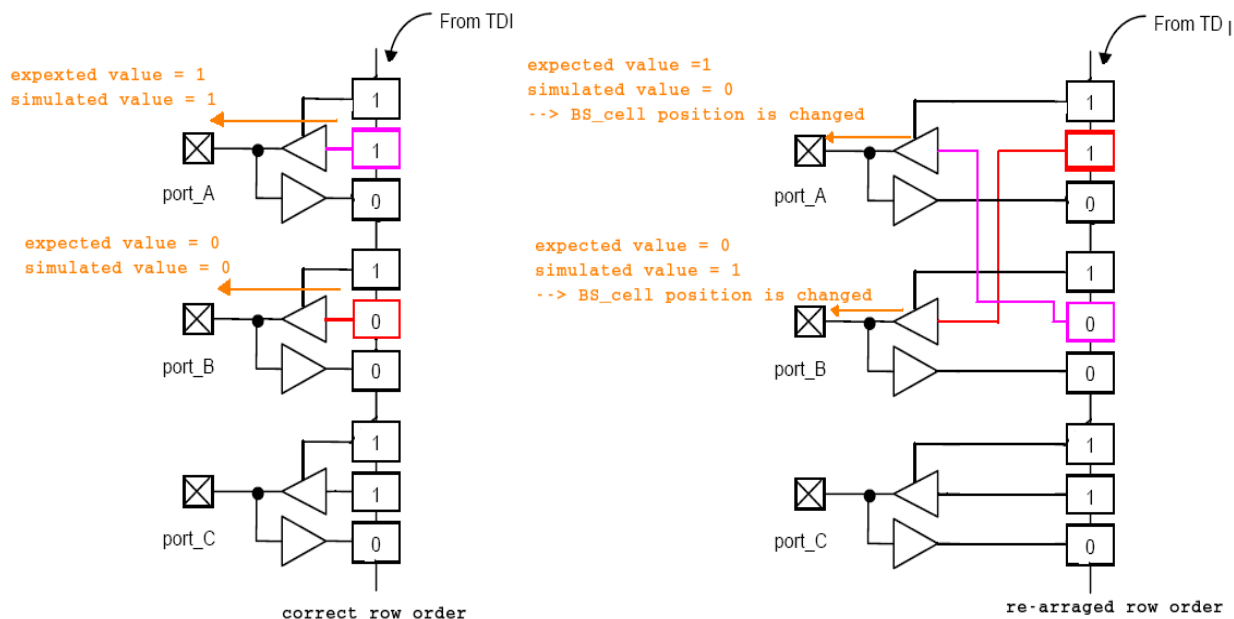 From TDI
expexted value = 1
simulated value = 1
1
1
port_A
0
expected value = 0
simulated value = 0
1
0
port_B
0
1
1
port_C
0
correct row order
From TD I
expected value =1
simulated value = 0
--> BS_cell position is changed
1
1
port_A
0
expected value = 0
simulated value = 1
--> BS_cell position is changed
1
0
port_B
0
1
1
port_C
0
re-arraged row order